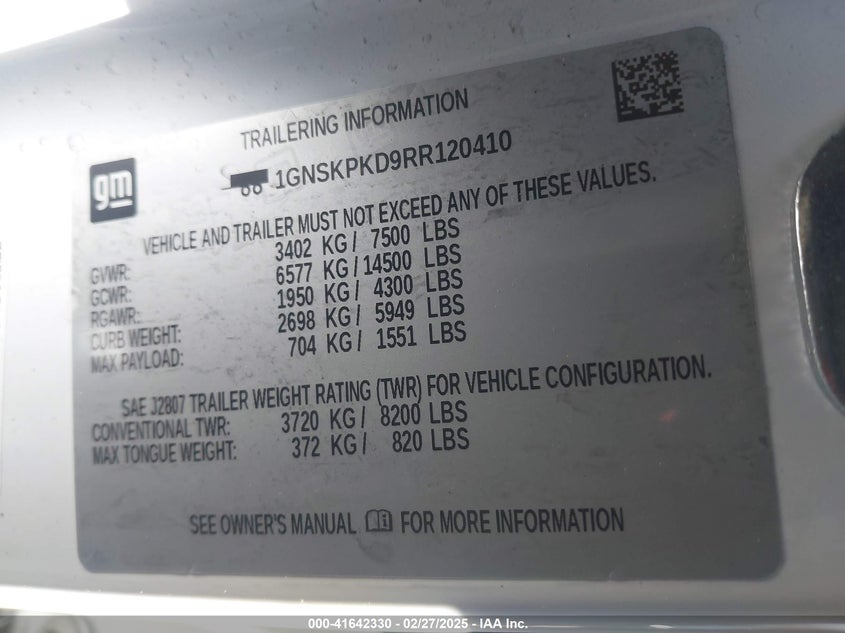 TRAILERING INFORMATION
gm
1GNSKPKD9RR120410
VEHICLE AND TRAILER MUST NOT EXCEED ANY OF THESE VALUES.
GVWR: 3402 KG / 7500 LBS
GCWR: 6577 KG / 14500 LBS
RGAWR: 1950 KG / 4300 LBS
CURB WEIGHT: 2698 KG / 5949 LBS
MAX PAYLOAD: 704 KG / 1551 LBS
SAE J2807 TRAILER WEIGHT RATING (TWR) FOR VEHICLE CONFIGURATION.
CONVENTIONAL TWR: 3720 KG / 8200 LBS
MAX TONGUE WEIGHT: 372 KG / 820 LBS
SEE OWNER'S MANUAL FOR MORE INFORMATION
000-41642330 - 02/27/2025 - IAA Inc.